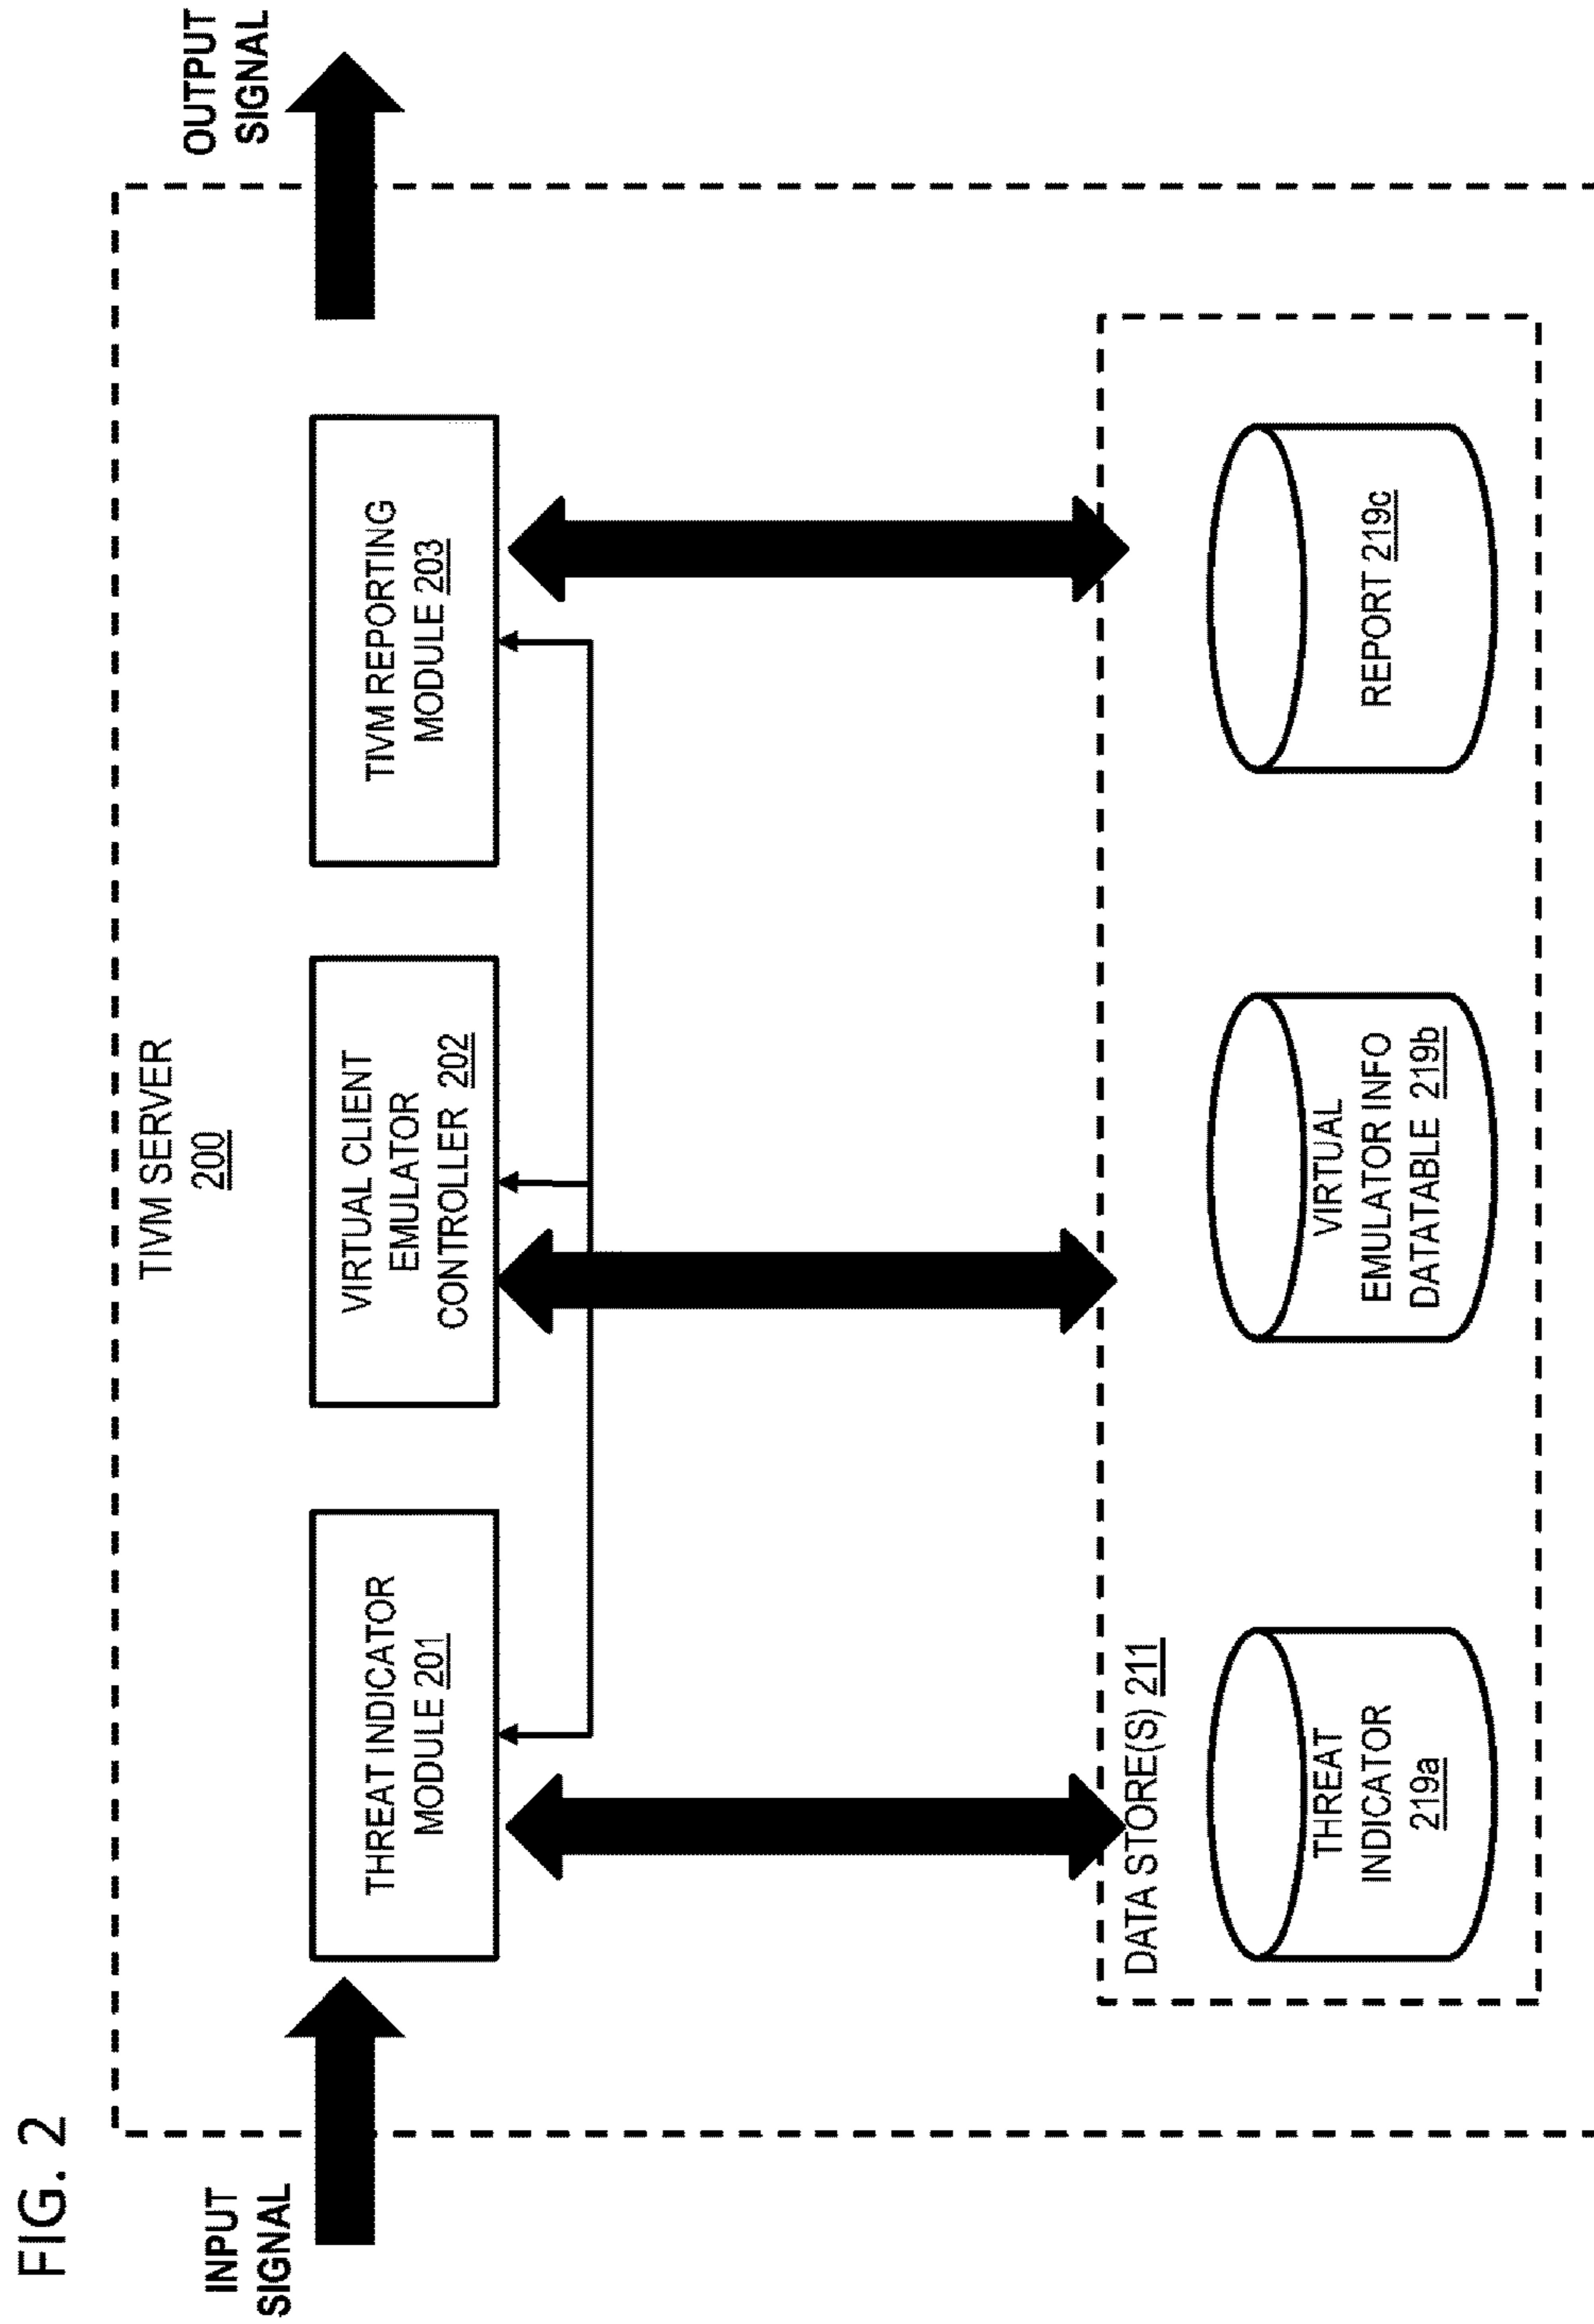 FIG. 2
TIVM SERVER
200
INPUT
SIGNAL
OUTPUT
SIGNAL
THREAT INDICATOR
MODULE 201
VIRTUAL CLIENT
EMULATOR
CONTROLLER 202
TIVM REPORTING
MODULE 203
DATA STORE(S) 211
THREAT
INDICATOR
219a
VIRTUAL
EMULATOR INFO
DATATABLE 219b
REPORT 219c